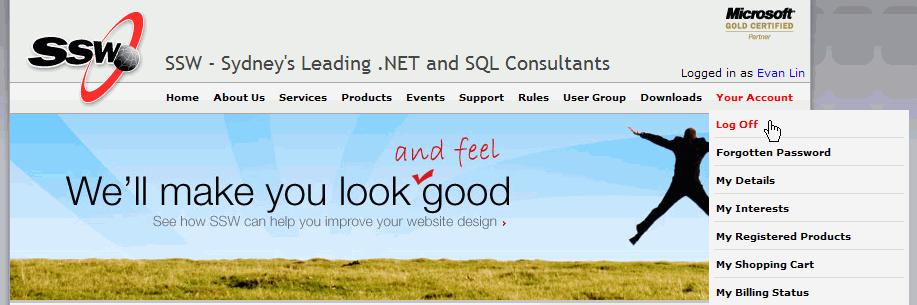 SSW
Microsoft
GOLD CERTIFIED
Partner
SSW - Sydney's Leading .NET and SQL Consultants
Logged in as Evan Lin
Home About Us Services Products Events Support Rules User Group Downloads Your Account
Log Off
Forgotten Password
My Details
My Interests
My Registered Products
My Shopping Cart
My Billing Status
and feel
We'll make you look good
See how SSW can help you improve your website design ›